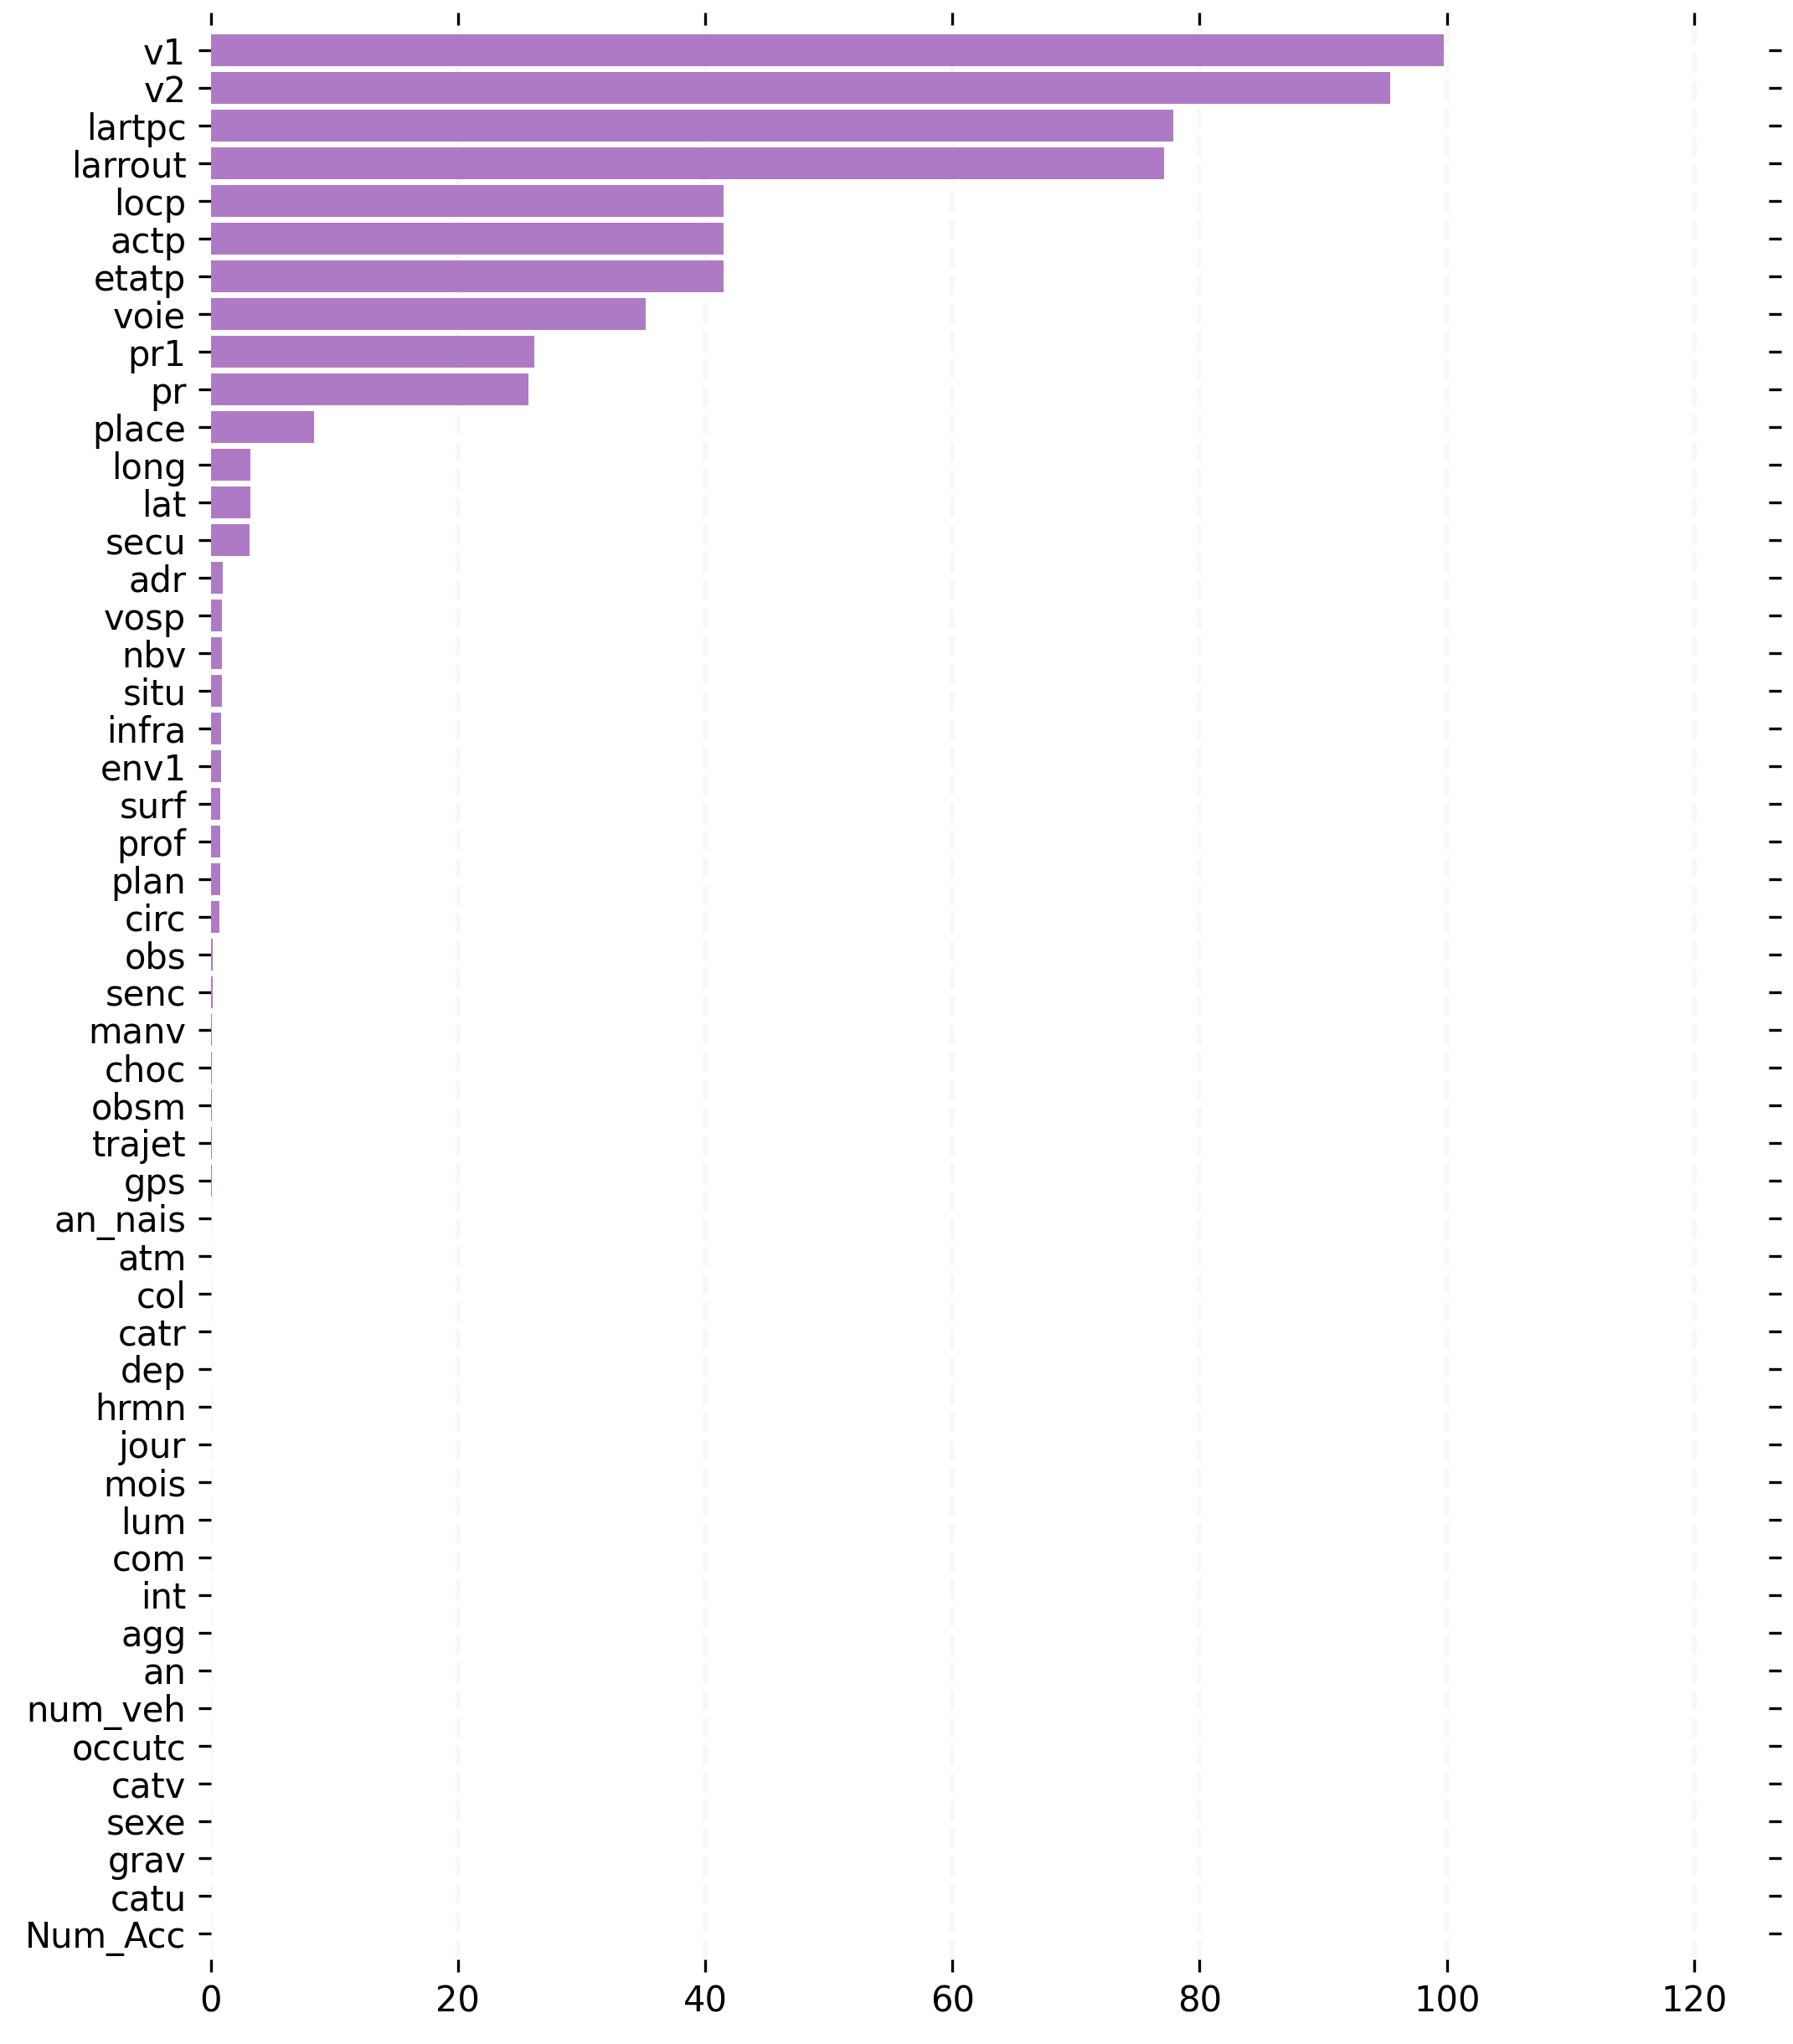 v1
v2
lartpc
larrout
locp
actp
etatp
voie
pr1
pr
place
long
lat
secu
adr
vosp
nbv
situ
infra
env1
surf
prof
plan
circ
obs
senc
manv
choc
obsm
trajet
gps
an_nais
atm
col
catr
dep
hrmn
jour
mois
lum
com
int
agg
an
num_veh
occutc
catv
sexe
grav
catu
Num_Acc
0 20 40 60 80 100 120